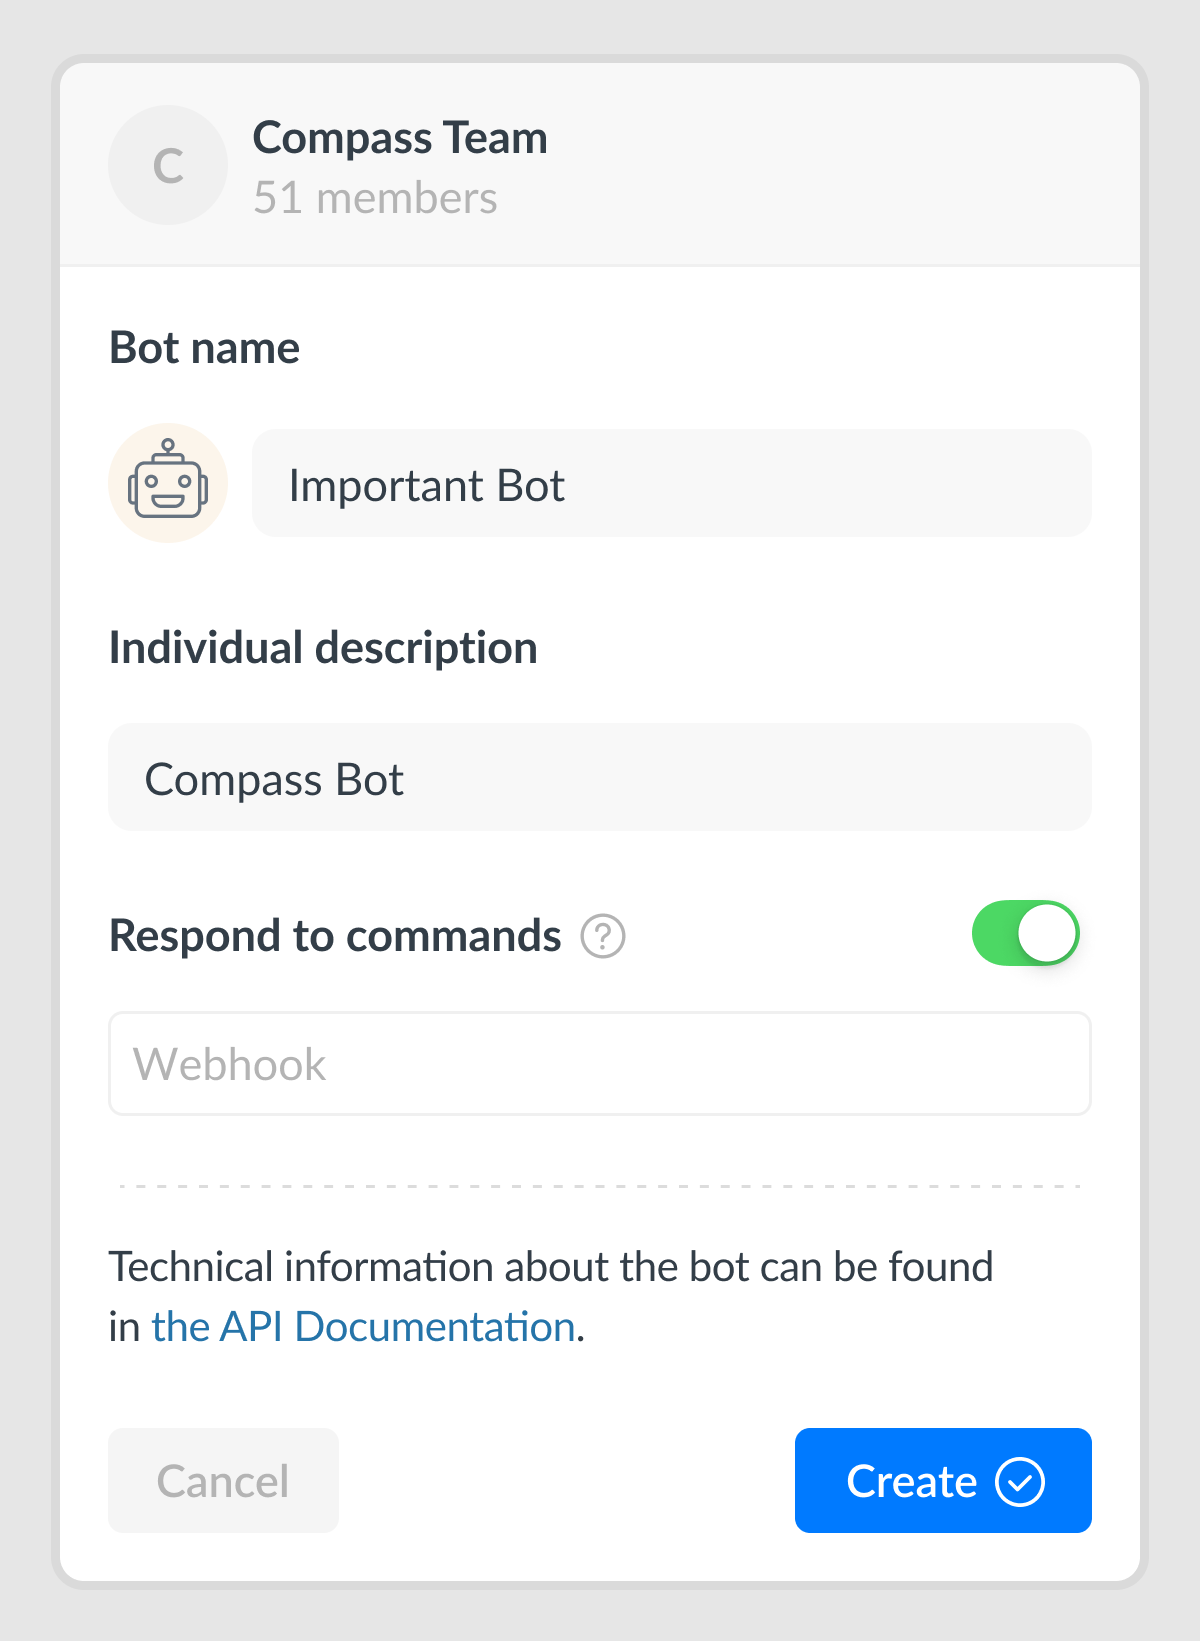 C
Compass Team
51 members
Bot name
Important Bot
Individual description
Compass Bot
Respond to commands ?
Webhook
Technical information about the bot can be found
in the API Documentation.
Cancel
Create